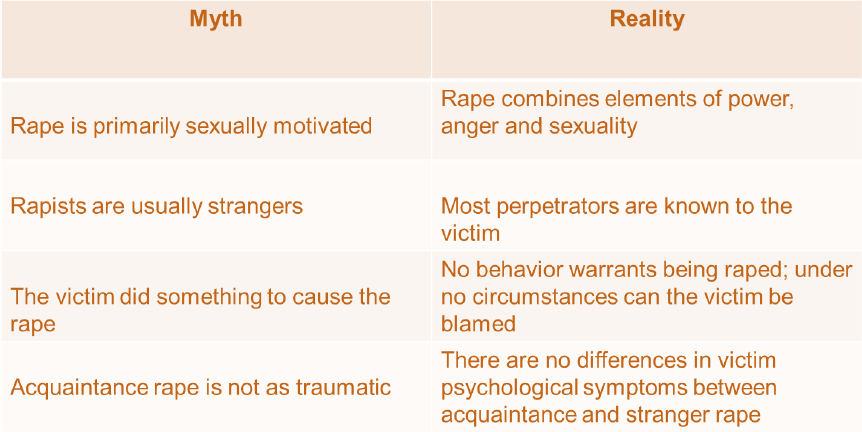 Myth
Reality
Rape is primarily sexually motivated
Rape combines elements of power,
anger and sexuality
Rapists are usually strangers
Most perpetrators are known to the
victim
The victim did something to cause the
rape
No behavior warrants being raped; under
no circumstances can the victim be
blamed
Acquaintance rape is not as traumatic
There are no differences in victim
psychological symptoms between
acquaintance and stranger rape